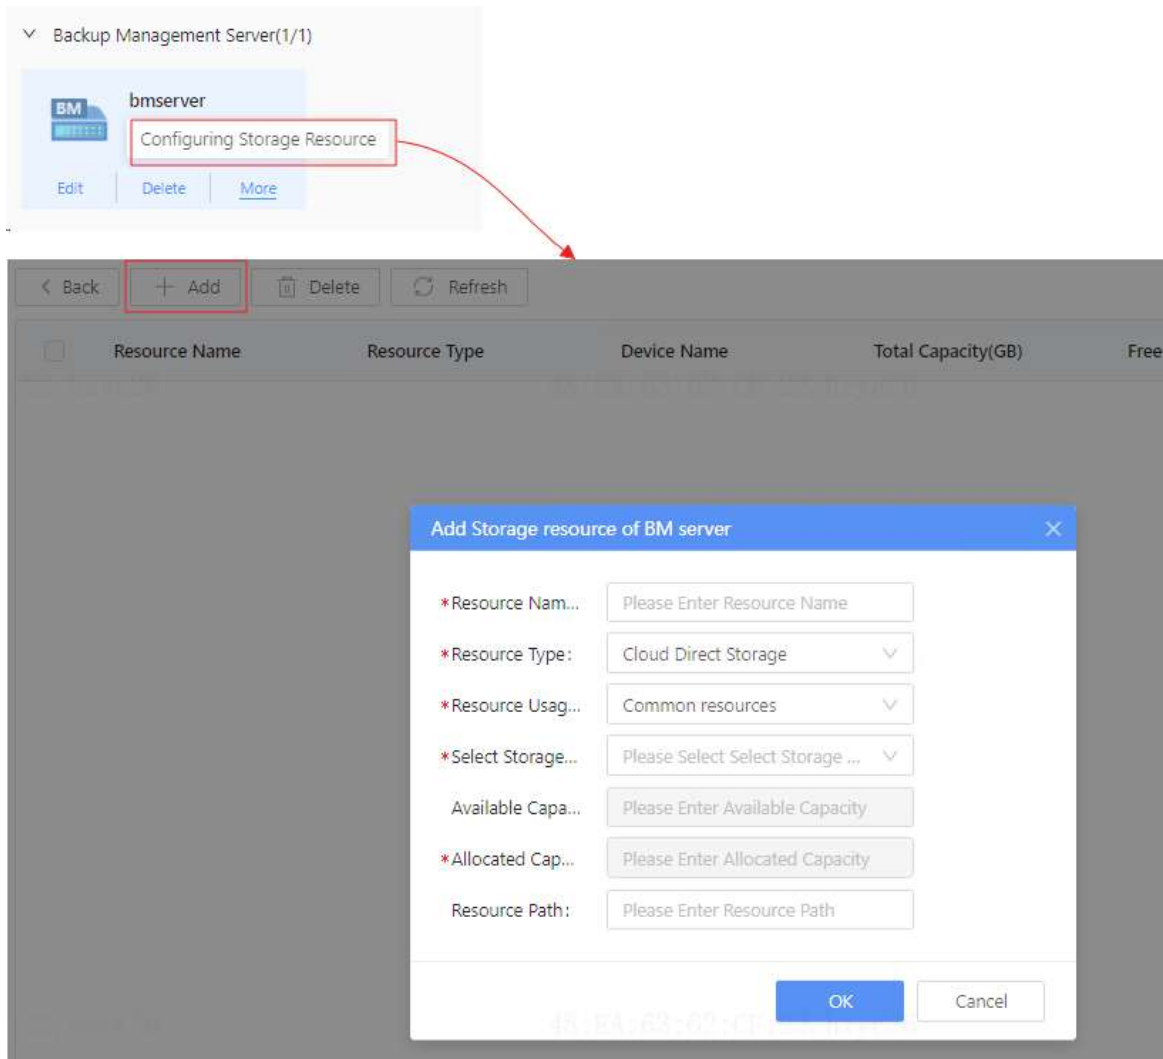 Backup Management Server(1/1)
BM
bmserver
Configuring Storage Resource
Edit
Delete
More
Back
Add
Delete
Refresh
Resource Name
Resource Type
Device Name
Total Capacity(GB)
Free
Add Storage resource of BM server
*Resource Nam... Please Enter Resource Name
*Resource Type: Cloud Direct Storage
*Resource Usag... Common resources
*Select Storage... Please Select Select Storage ...
Available Capa... Please Enter Available Capacity
*Allocated Cap... Please Enter Allocated Capacity
Resource Path: Please Enter Resource Path
OK
Cancel